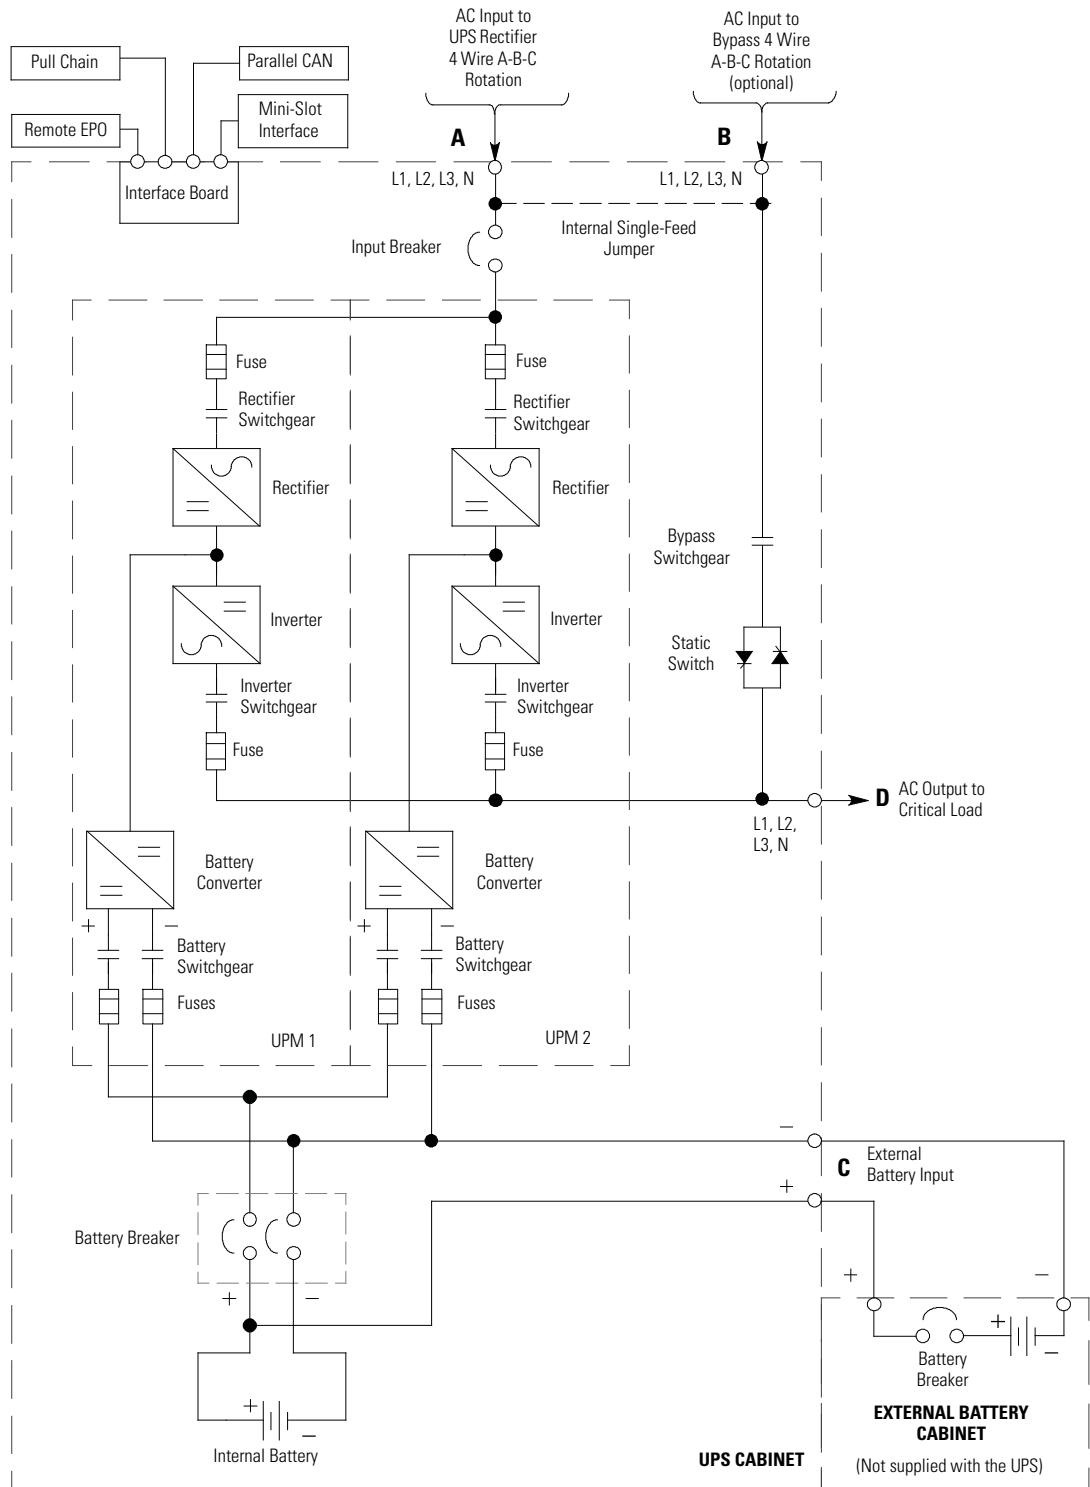 AC Input to
UPS Rectifier
4 Wire A-B-C
Rotation
AC Input to
Bypass 4 Wire
A-B-C Rotation
(optional)
Pull Chain
Parallel CAN
Remote EPO
Mini-Slot
Interface
Interface Board
A
B
L1, L2, L3, N
L1, L2, L3, N
Internal Single-Feed
Jumper
Input Breaker
Fuse
Fuse
Rectifier
Switchgear
Rectifier
Switchgear
Rectifier
Rectifier
Bypass
Switchgear
Inverter
Inverter
Static
Switch
Inverter
Switchgear
Inverter
Switchgear
Fuse
Fuse
D
AC Output to
Critical Load
L1, L2,
L3, N
Battery
Converter
Battery
Converter
+
−
+
−
Battery
Switchgear
Battery
Switchgear
Fuses
Fuses
UPM 1
UPM 2
−
C
External
Battery Input
+
Battery Breaker
+
−
+
−
+
−
Battery
Breaker
+
−
Internal Battery
EXTERNAL BATTERY
CABINET
(Not supplied with the UPS)
UPS CABINET